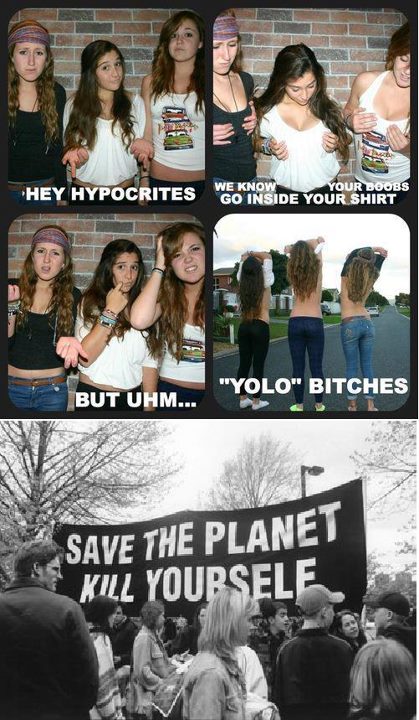 HEY HYPOCRITES
WE KNOW YOUR BOOBS
GO INSIDE YOUR SHIRT
BUT UHM...
"YOLO" BITCHES
SAVE THE PLANET
KILL YOURSELF